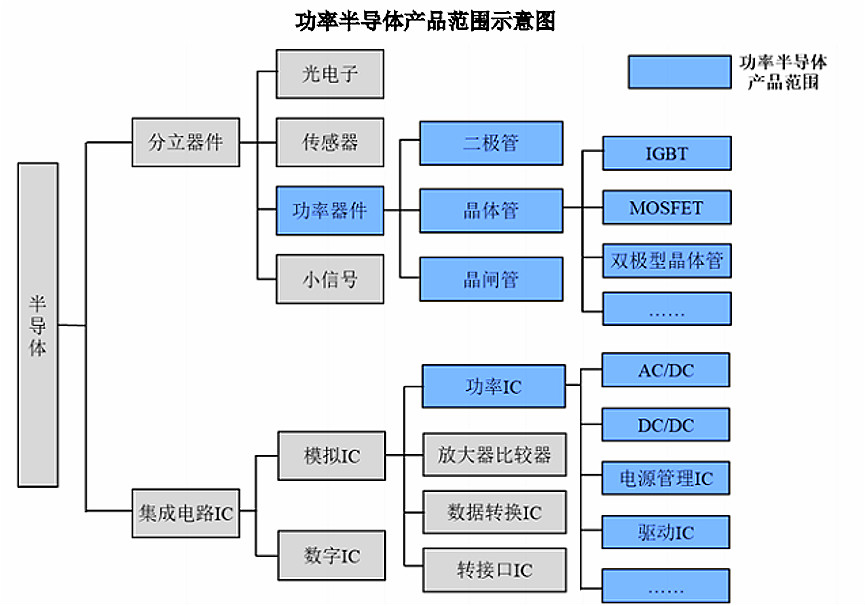 功率半导体产品范围示意图
功率半导体
产品范围
光电子
分立器件
传感器
二极管
IGBT
功率器件
晶体管
MOSFET
双极型晶体管
小信号
晶闸管
……
半导体
功率IC
AC/DC
DC/DC
模拟IC
放大器比较器
电源管理IC
集成电路IC
数据转换IC
驱动IC
数字IC
转接口IC
……